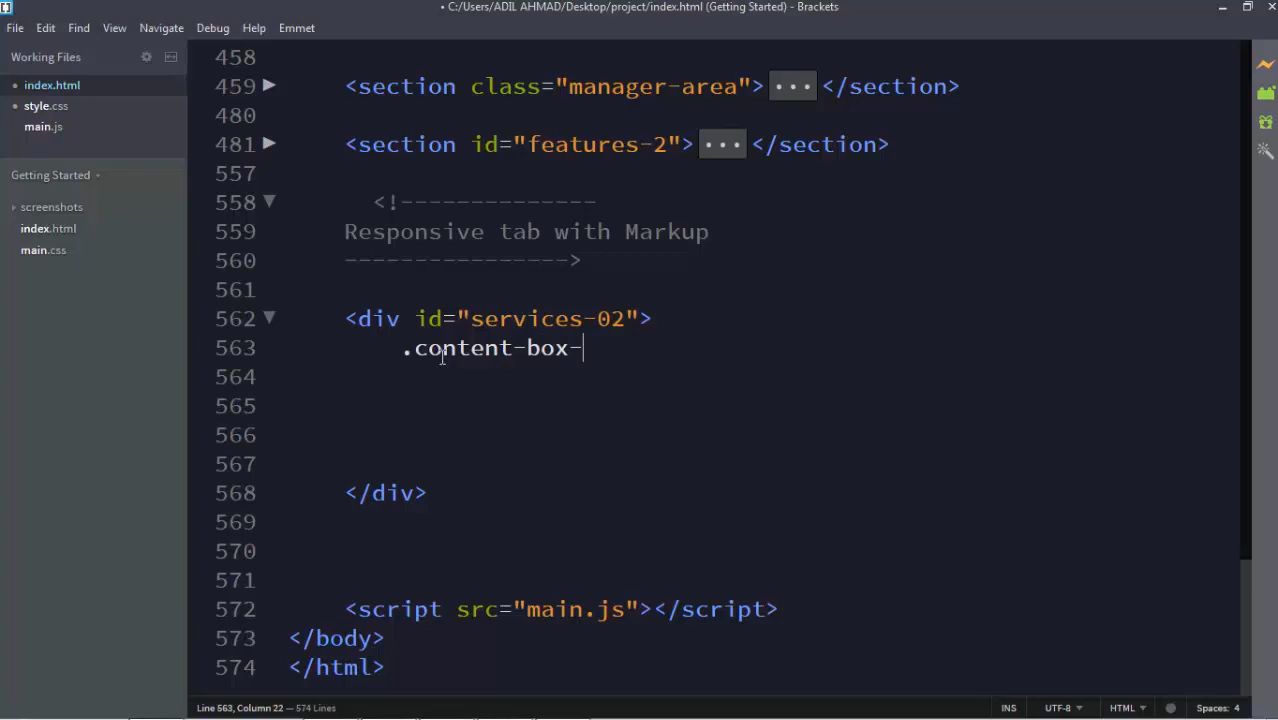 • C:/Users/ADIL AHMAD/Desktop/project/index.html (Getting Started) - Brackets
File Edit Find View Navigate Debug Help Emmet
Working Files
index.html
style.css
main.js
Getting Started
screenshots
index.html
main.css
458
459 <section class="manager-area">...</section>
480
481 <section id="features-2">...</section>
557
558 <!--------------
559 Responsive tab with Markup
560 ---------------->
561
562 <div id="services-02">
563 .content-box-
564
565
566
567
568 </div>
569
570
571
572 <script src="main.js"></script>
573 </body>
574 </html>
Line 563, Column 22 — 574 Lines
INS UTF-8 HTML Spaces: 4